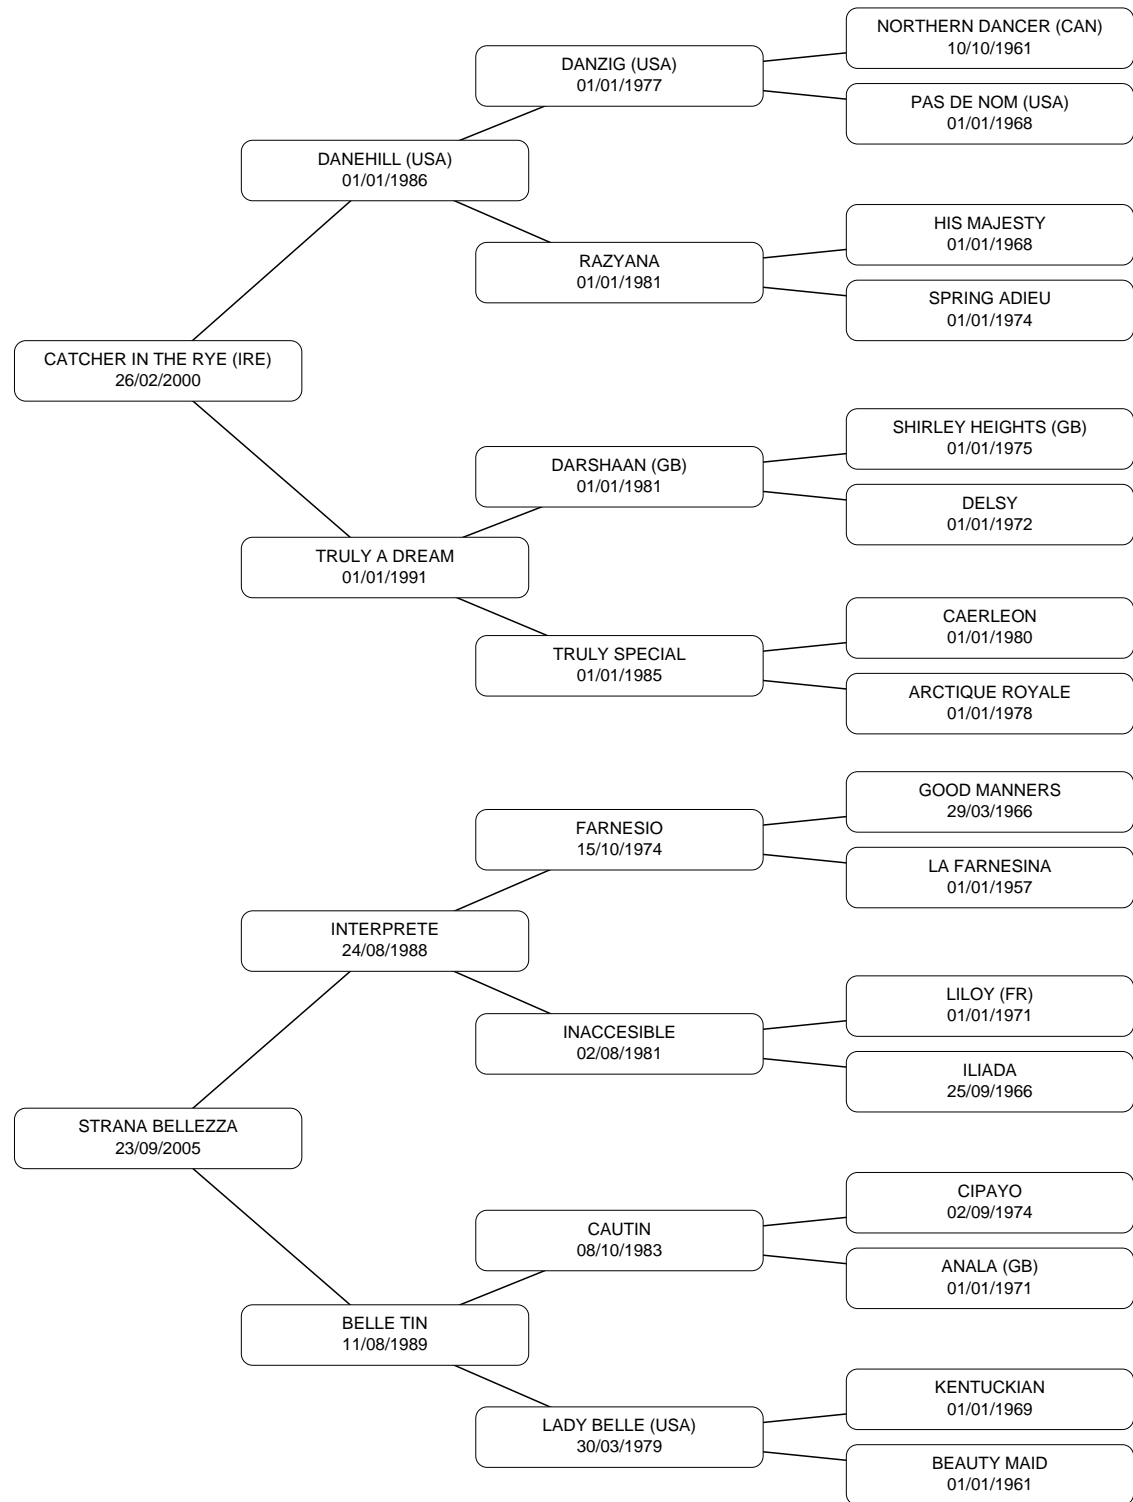 NORTHERN DANCER (CAN)
10/10/1961
DANZIG (USA)
01/01/1977
PAS DE NOM (USA)
01/01/1968
DANEHILL (USA)
01/01/1986
HIS MAJESTY
01/01/1968
RAZYANA
01/01/1981
SPRING ADIEU
01/01/1974
CATCHER IN THE RYE (IRE)
26/02/2000
SHIRLEY HEIGHTS (GB)
01/01/1975
DARSHAAN (GB)
01/01/1981
DELSY
01/01/1972
TRULY A DREAM
01/01/1991
CAERLEON
01/01/1980
TRULY SPECIAL
01/01/1985
ARCTIQUE ROYALE
01/01/1978
GOOD MANNERS
29/03/1966
FARNESIO
15/10/1974
LA FARNESINA
01/01/1957
INTERPRETE
24/08/1988
LILOY (FR)
01/01/1971
INACCESIBLE
02/08/1981
ILIADA
25/09/1966
STRANA BELLEZZA
23/09/2005
CIPAYO
02/09/1974
CAUTIN
08/10/1983
ANALA (GB)
01/01/1971
BELLE TIN
11/08/1989
KENTUCKIAN
01/01/1969
LADY BELLE (USA)
30/03/1979
BEAUTY MAID
01/01/1961